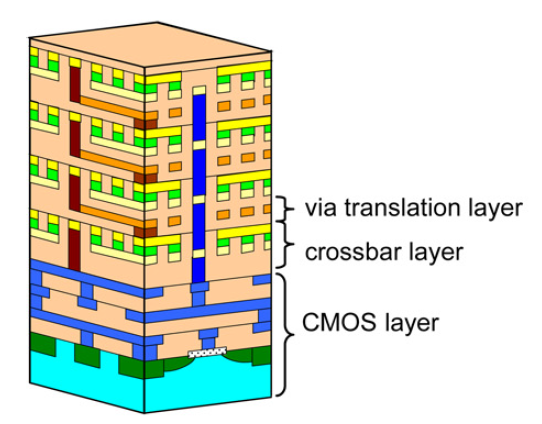 via translation layer
crossbar layer
CMOS layer